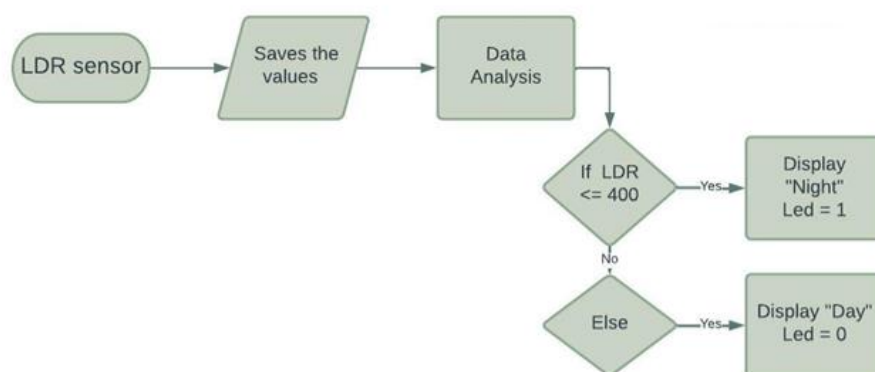 LDR sensor
Saves the
values
Data
Analysis
If LDR
<= 400
Yes
Display
"Night"
Led = 1
No
Else
Yes
Display "Day"
Led = 0